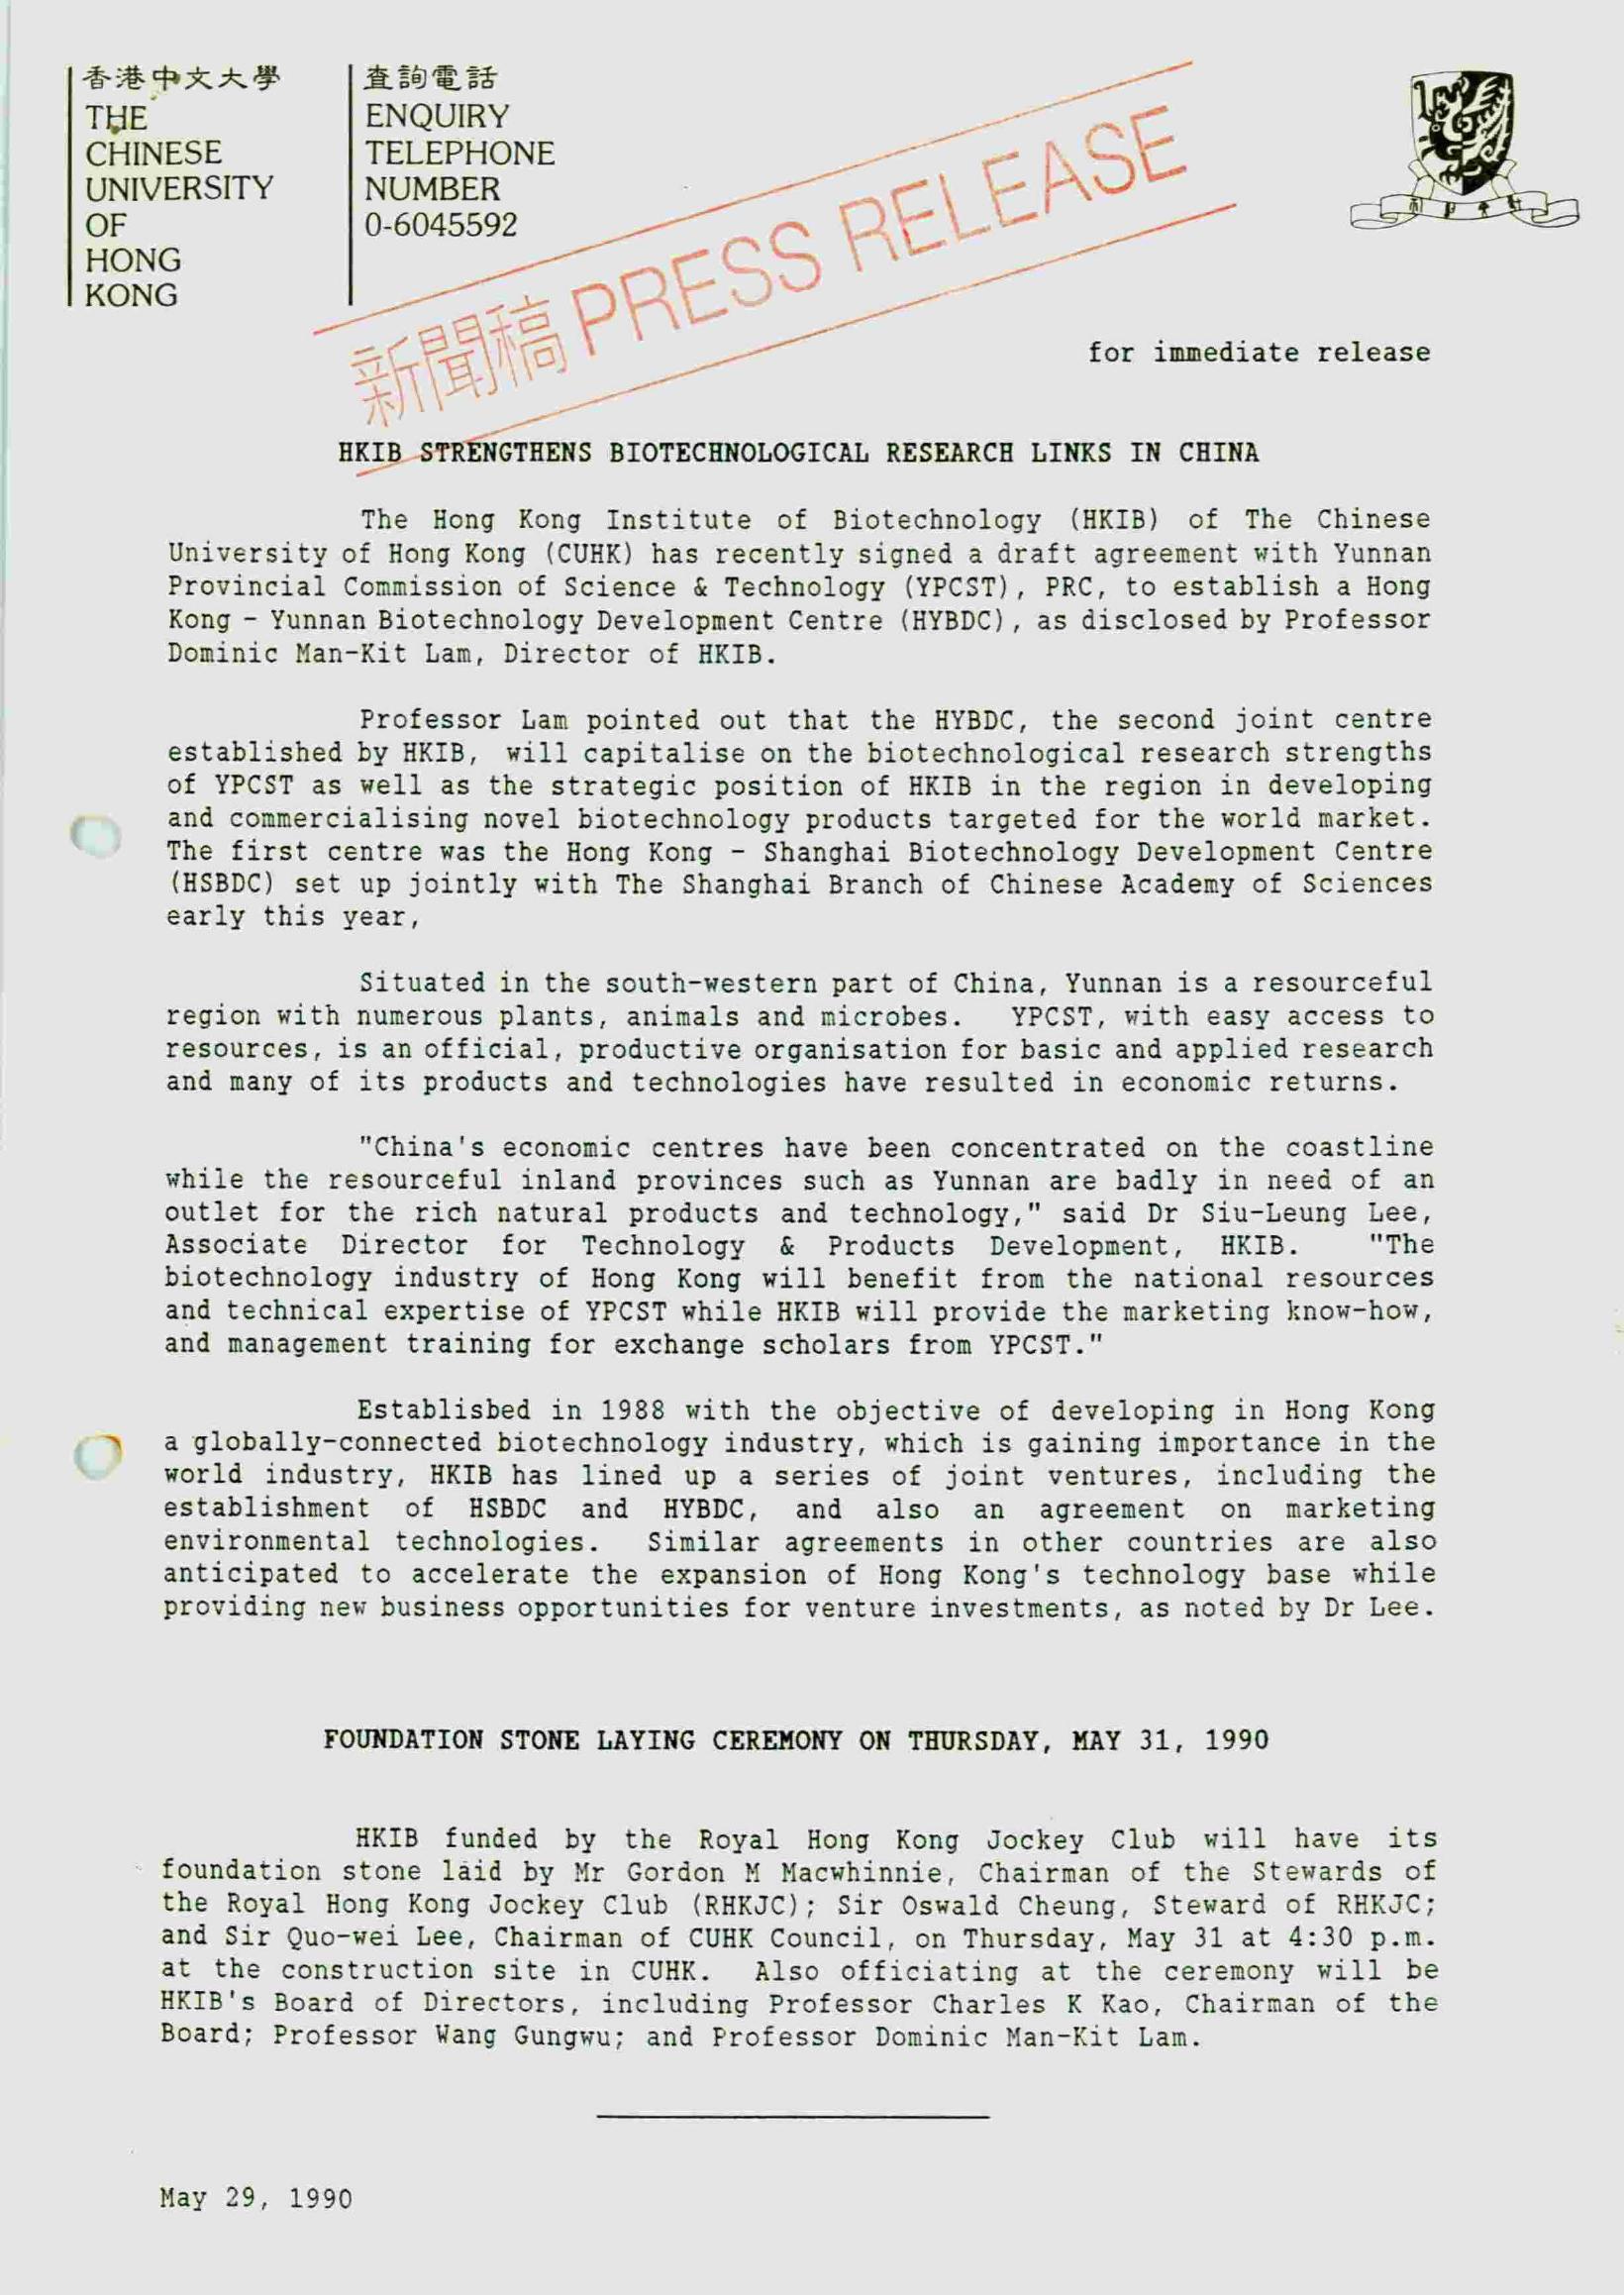 香港中文大學
THE
CHINESE
UNIVERSITY
OF
HONG
KONG
查詢電話
ENQUIRY
TELEPHONE
NUMBER
0-6045592
新聞稿 PRESS RELEASE
for immediate release
HKIB STRENGTHENS BIOTECHNOLOGICAL RESEARCH LINKS IN CHINA
The Hong Kong Institute of Biotechnology (HKIB) of The Chinese
University of Hong Kong (CUHK) has recently signed a draft agreement with Yunnan
Provincial Commission of Science & Technology (YPCST), PRC, to establish a Hong
Kong - Yunnan Biotechnology Development Centre (HYBDC), as disclosed by Professor
Dominic Man-Kit Lam, Director of HKIB.
Professor Lam pointed out that the HYBDC, the second joint centre
established by HKIB, will capitalise on the biotechnological research strengths
of YPCST as well as the strategic position of HKIB in the region in developing
and commercialising novel biotechnology products targeted for the world market.
The first centre was the Hong Kong - Shanghai Biotechnology Development Centre
(HSBDC) set up jointly with The Shanghai Branch of Chinese Academy of Sciences
early this year,
Situated in the south-western part of China, Yunnan is a resourceful
region with numerous plants, animals and microbes. YPCST, with easy access to
resources, is an official, productive organisation for basic and applied research
and many of its products and technologies have resulted in economic returns.
"China's economic centres have been concentrated on the coastline
while the resourceful inland provinces such as Yunnan are badly in need of an
outlet for the rich natural products and technology," said Dr Siu-Leung Lee,
Associate Director for Technology & Products Development, HKIB. "The
biotechnology industry of Hong Kong will benefit from the national resources
and technical expertise of YPCST while HKIB will provide the marketing know-how,
and management training for exchange scholars from YPCST."
Establisbed in 1988 with the objective of developing in Hong Kong
a globally-connected biotechnology industry, which is gaining importance in the
world industry, HKIB has lined up a series of joint ventures, including the
establishment of HSBDC and HYBDC, and also an agreement on marketing
environmental technologies. Similar agreements in other countries are also
anticipated to accelerate the expansion of Hong Kong's technology base while
providing new business opportunities for venture investments, as noted by Dr Lee.
FOUNDATION STONE LAYING CEREMONY ON THURSDAY, MAY 31, 1990
HKIB funded by the Royal Hong Kong Jockey Club will have its
foundation stone laid by Mr Gordon M Macwhinnie, Chairman of the Stewards of
the Royal Hong Kong Jockey Club (RHKJC); Sir Oswald Cheung, Steward of RHKJC;
and Sir Quo-wei Lee, Chairman of CUHK Council, on Thursday, May 31 at 4:30 p.m.
at the construction site in CUHK. Also officiating at the ceremony will be
HKIB's Board of Directors, including Professor Charles K Kao, Chairman of the
Board; Professor Wang Gungwu; and Professor Dominic Man-Kit Lam.
May 29, 1990